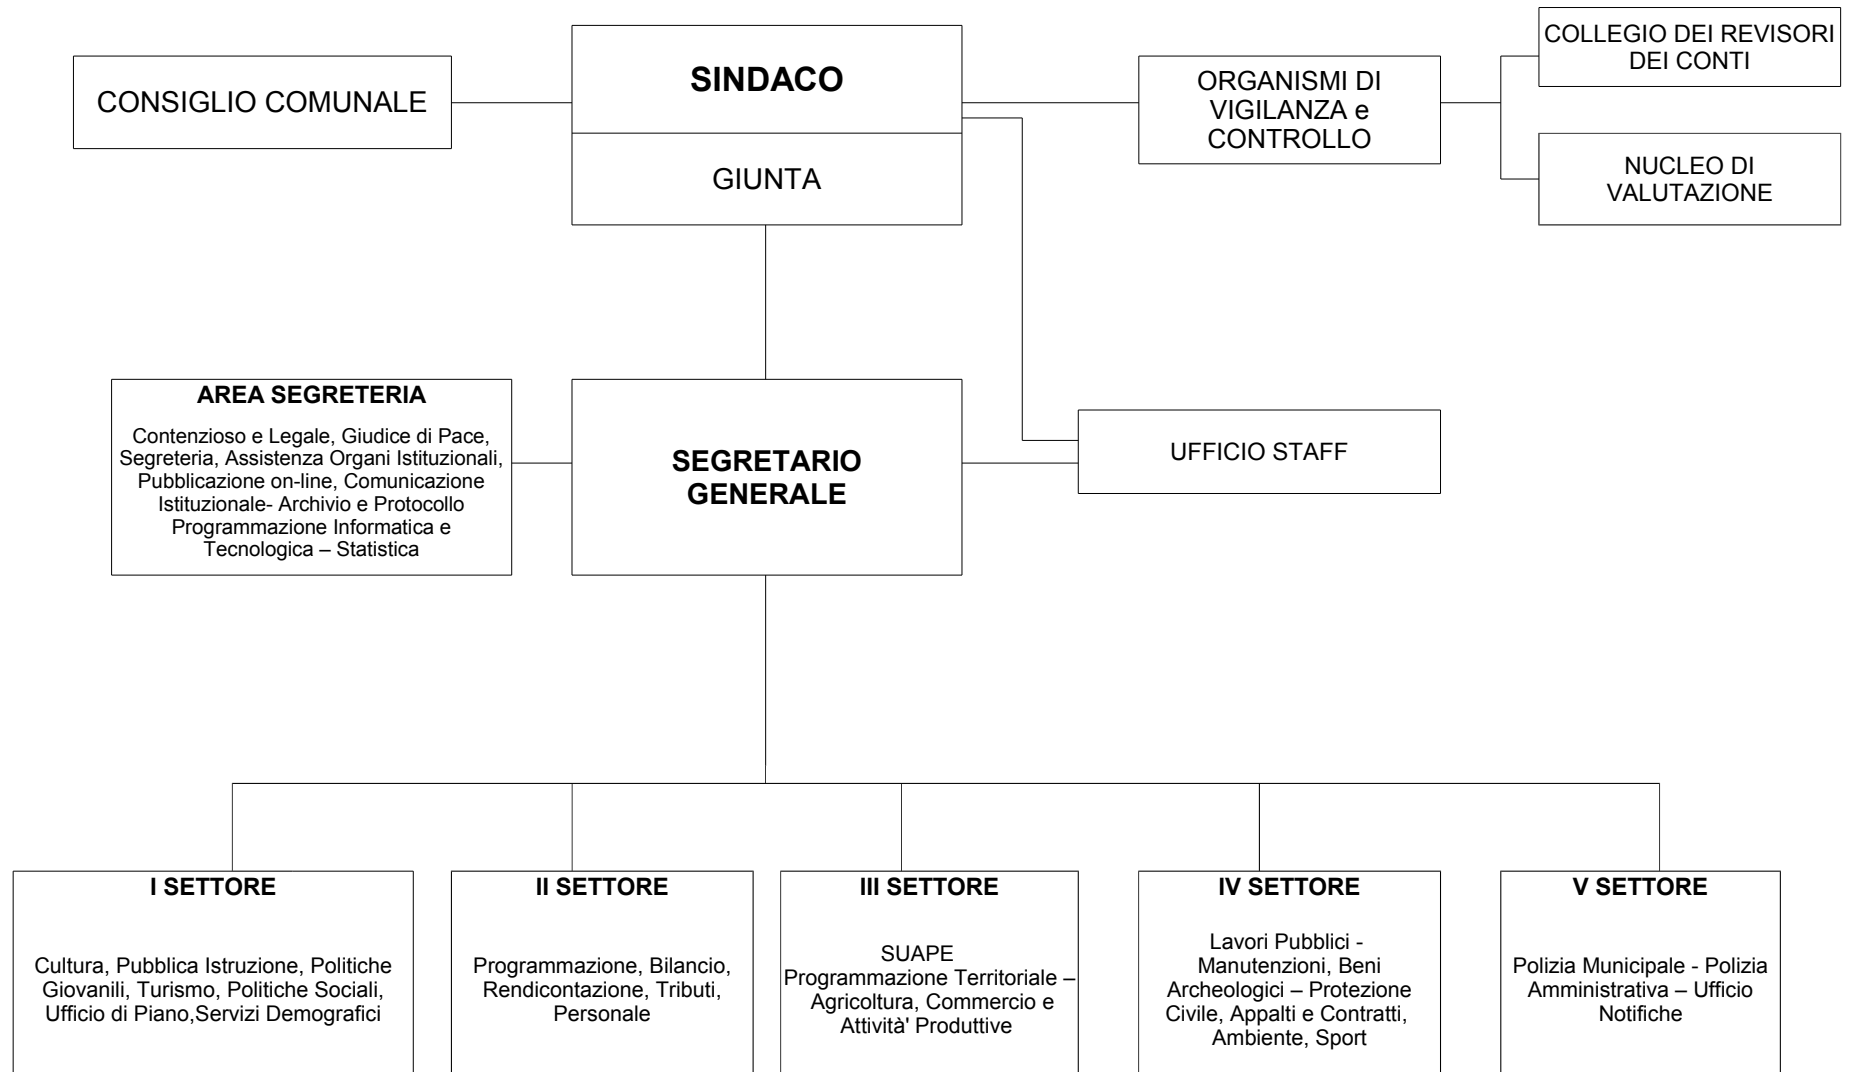 CONSIGLIO COMUNALE
SINDACO
GIUNTA
ORGANISMI DI
VIGILANZA e
CONTROLLO
COLLEGIO DEI REVISORI
DEI CONTI
NUCLEO DI
VALUTAZIONE
AREA SEGRETERIA
Contenzioso e Legale, Giudice di Pace,
Segreteria, Assistenza Organi Istituzionali,
Pubblicazione on-line, Comunicazione
Istituzionale- Archivio e Protocollo
Programmazione Informatica e
Tecnologica – Statistica
SEGRETARIO
GENERALE
UFFICIO STAFF
I SETTORE
Cultura, Pubblica Istruzione, Politiche
Giovanili, Turismo, Politiche Sociali,
Ufficio di Piano,Servizi Demografici
II SETTORE
Programmazione, Bilancio,
Rendicontazione, Tributi,
Personale
III SETTORE
SUAPE
Programmazione Territoriale –
Agricoltura, Commercio e
Attività' Produttive
IV SETTORE
Lavori Pubblici -
Manutenzioni, Beni
Archeologici – Protezione
Civile, Appalti e Contratti,
Ambiente, Sport
V SETTORE
Polizia Municipale - Polizia
Amministrativa – Ufficio
Notifiche